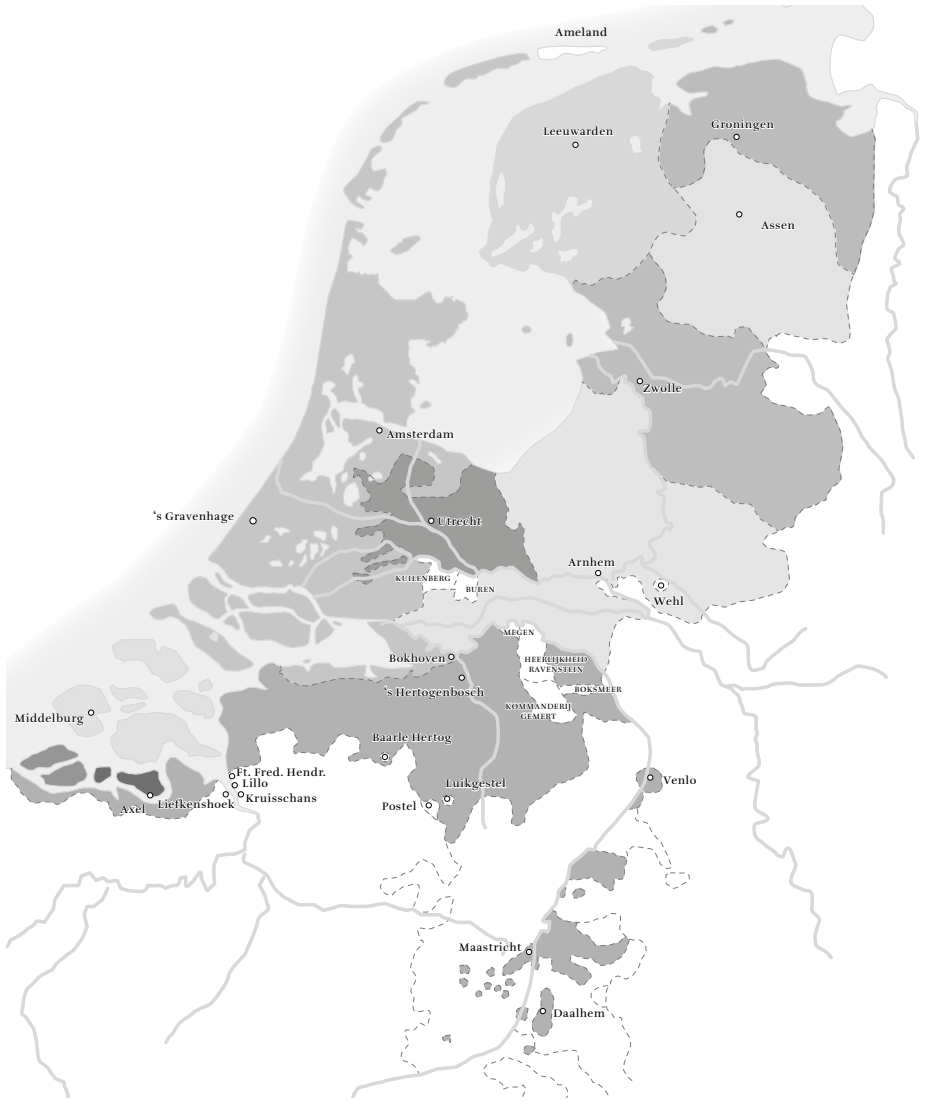 Ameland
Groningen
Leeuwarden
Assen
Zwolle
Amsterdam
's Gravenhage
Utrecht
Arnhem
KUILENBERG
BUREN
Wehl
MEGEN
Bokhoven
HEERLIJKHEID
RAVENSTEIN
's Hertogenbosch
BOKSMEER
KOMMANDERIJ
GEMERT
Middelburg
Baarle Hertog
Ft. Fred. Hendr.
Lillo
Luikgestel
Venlo
Kruisschans
Liefkenshoek
Axel
Postel
Maastricht
Daalhem